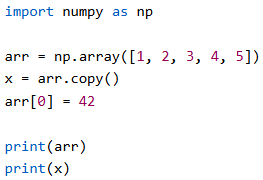 import numpy as np
arr = np.array([1, 2, 3, 4, 5])
x = arr.copy()
arr[0] = 42
print(arr)
print(x)